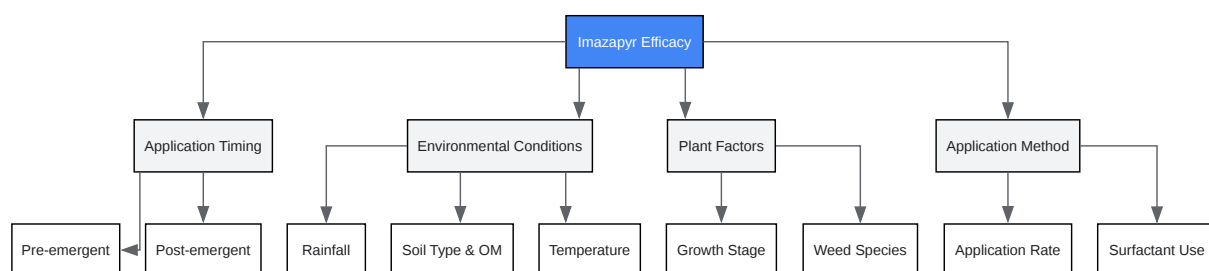 Imazapyr Efficacy
Application Timing
Environmental Conditions
Plant Factors
Application Method
Pre-emergent
Post-emergent
Rainfall
Soil Type & OM
Temperature
Growth Stage
Weed Species
Application Rate
Surfactant Use